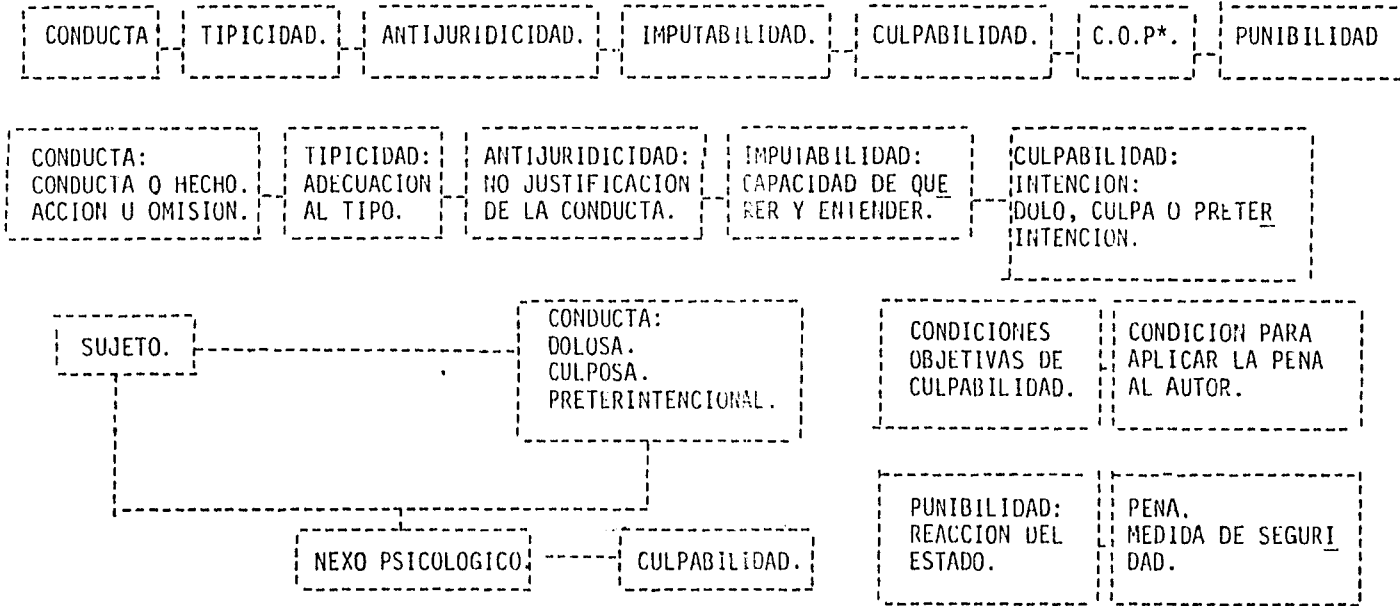 CONDUCTA TIPICIDAD. ANTIJURIDICIDAD. IMPUTABILIDAD. CULPABILIDAD. C.O.P*. PUNIBILIDAD
CONDUCTA:
CONDUCTA O HECHO.
ACCION U OMISION.
TIPICIDAD:
ADECUACION
AL TIPO.
ANTIJURIDICIDAD:
NO JUSTIFICACION
DE LA CONDUCTA.
IMPUTABILIDAD:
CAPACIDAD DE QUE
RER Y ENTENDER.
CULPABILIDAD:
INTENCION:
DOLO, CULPA O PRETER
INTENCION.
SUJETO.
CONDUCTA:
DOLOSA.
CULPOSA.
PRETERINTENCIONAL.
NEXO PSICOLOGICO.
CULPABILIDAD.
CONDICIONES
OBJETIVAS DE
CULPABILIDAD.
CONDICION PARA
APLICAR LA PENA
AL AUTOR.
PUNIBILIDAD:
REACCION DEL
ESTADO.
PENA.
MEDIDA DE SEGURI
DAD.